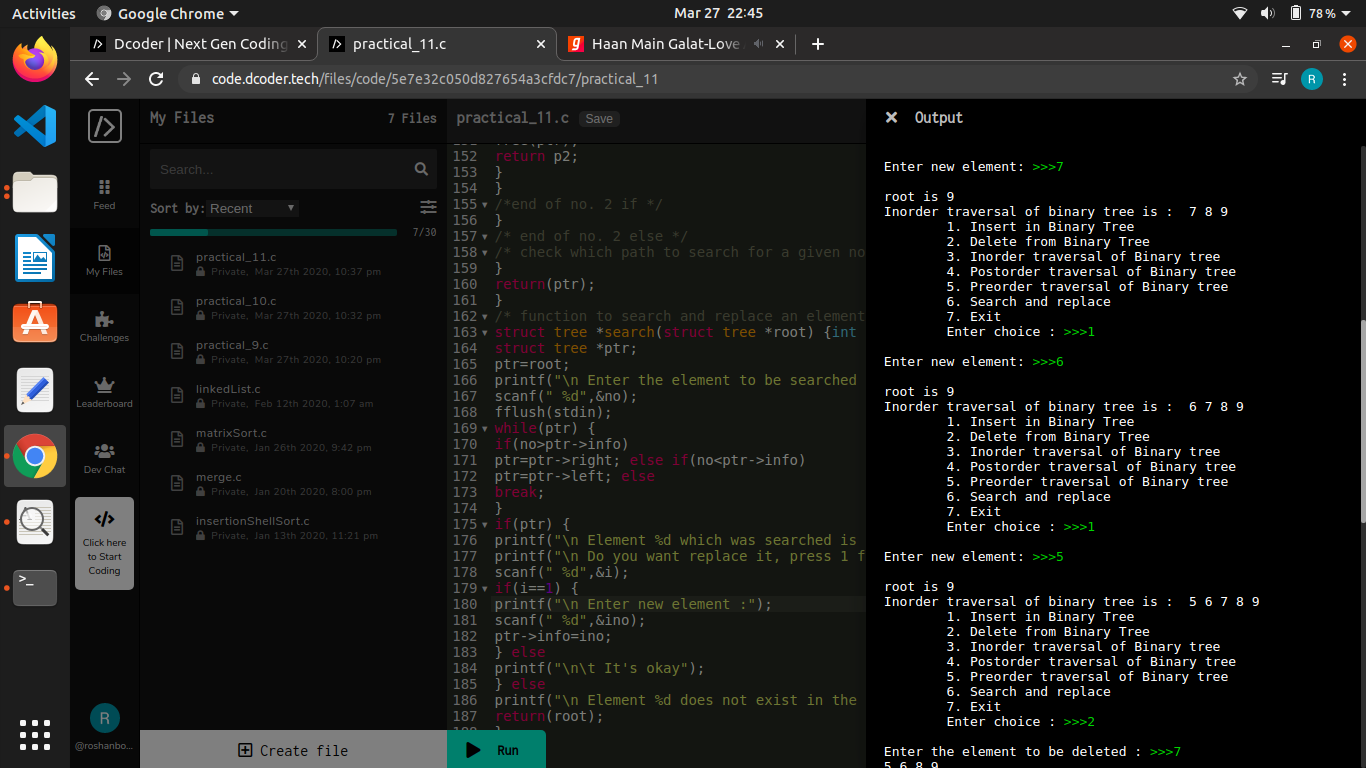 Activities
Google Chrome
Mar 27 22:45
78%
Dcoder | Next Gen Coding
practical_11.c
Haan Main Galat-Love
code.dcoder.tech/files/code/5e7e32c050d827654a3cfdc7/practical_11
R
My Files
7 Files
Search...
Sort by:
Recent
7/30
Feed
My Files
Challenges
Leaderboard
Dev Chat
Click here
to Start
Coding
R
@roshanbo...
practical_11.c
Private, Mar 27th 2020, 10:37 pm
practical_10.c
Private, Mar 27th 2020, 10:32 pm
practical_9.c
Private, Mar 27th 2020, 10:20 pm
linkedList.c
Private, Feb 12th 2020, 1:07 am
matrixSort.c
Private, Jan 26th 2020, 9:42 pm
merge.c
Private, Jan 20th 2020, 8:00 pm
insertionShellSort.c
Private, Jan 13th 2020, 11:21 pm
Create file
practical_11.c
Save
152 return p2;
153 }
154 }
155 /*end of no. 2 if */
156 }
157 /* end of no. 2 else */
158 /* check which path to search for a given no
159 }
160 return(ptr);
161 }
162 /* function to search and replace an element
163 struct tree *search(struct tree *root) {int
164 struct tree *ptr;
165 ptr=root;
166 printf("\n Enter the element to be searched
167 scanf(" %d",&no);
168 fflush(stdin);
169 while(ptr) {
170 if(no>ptr->info)
171 ptr=ptr->right; else if(no<ptr->info)
172 ptr=ptr->left; else
173 break;
174 }
175 if(ptr) {
176 printf("\n Element %d which was searched is
177 printf("\n Do you want replace it, press 1 f
178 scanf(" %d",&i);
179 if(i==1) {
180 printf("\n Enter new element :");
181 scanf(" %d",&ino);
182 ptr->info=ino;
183 } else
184 printf("\n\t It's okay");
185 } else
186 printf("\n Element %d does not exist in the
187 return(root);
Run
Output
Enter new element: >>>7
root is 9
Inorder traversal of binary tree is :  7 8 9
1. Insert in Binary Tree
2. Delete from Binary Tree
3. Inorder traversal of Binary tree
4. Postorder traversal of Binary tree
5. Preorder traversal of Binary tree
6. Search and replace
7. Exit
Enter choice : >>>1
Enter new element: >>>6
root is 9
Inorder traversal of binary tree is :  6 7 8 9
1. Insert in Binary Tree
2. Delete from Binary Tree
3. Inorder traversal of Binary tree
4. Postorder traversal of Binary tree
5. Preorder traversal of Binary tree
6. Search and replace
7. Exit
Enter choice : >>>1
Enter new element: >>>5
root is 9
Inorder traversal of binary tree is :  5 6 7 8 9
1. Insert in Binary Tree
2. Delete from Binary Tree
3. Inorder traversal of Binary tree
4. Postorder traversal of Binary tree
5. Preorder traversal of Binary tree
6. Search and replace
7. Exit
Enter choice : >>>2
Enter the element to be deleted : >>>7
5 6 8 9